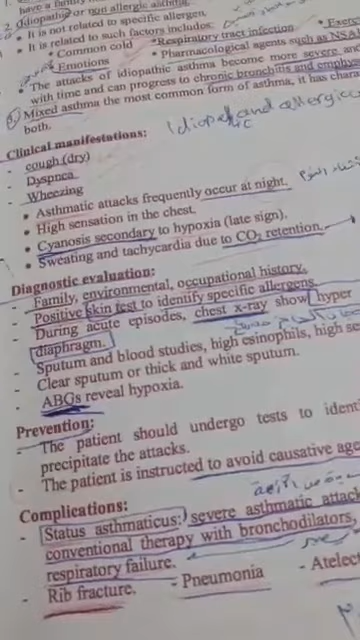 have a family
2. Idiopathic or non allergic asthma.
• It is not related to specific allergen.
• It is related to such factors includes:
• Common cold • Respiratory tract infection • Exer
• Emotions • Pharmacological agents such as NSA
• The attacks of idiopathic asthma become more severe and
with time and can progress to chronic bronchitis and emphys
3. Mixed asthma the most common form of asthma, it has chara
both.
Idiopathic and allergic
Clinical manifestations:
- cough (dry)
- Dyspnea
- Wheezing
• Asthmatic attacks frequently occur at night.
• High sensation in the chest.
• Cyanosis secondary to hypoxia (late sign).
• Sweating and tachycardia due to CO₂ retention.
Diagnostic evaluation:
- Family, environmental, occupational history.
- Positive skin test to identify specific allergens.
- During acute episodes, chest x-ray show hyper
diaphragm.
- Sputum and blood studies, high esinophils, high se
- Clear sputum or thick and white sputum.
- ABGs reveal hypoxia.
Prevention:
- The patient should undergo tests to identi
precipitate the attacks.
- The patient is instructed to avoid causative age
Complications:
- Status asthmaticus: severe asthmatic attack
conventional therapy with bronchodilators
respiratory failure.
- Rib fracture. - Pneumonia - Atelect